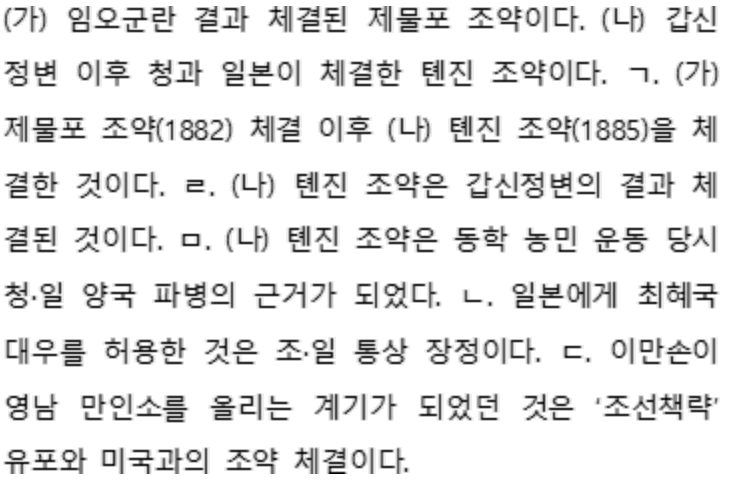 (가) 임오군란 결과 체결된 제물포 조약이다. (나) 갑신
정변 이후 청과 일본이 체결한 톈진 조약이다. ㄱ. (가)
제물포 조약(1882) 체결 이후 (나) 톈진 조약(1885)을 체
결한 것이다. ㄹ. (나) 톈진 조약은 갑신정변의 결과 체
결된 것이다. ㅁ. (나) 톈진 조약은 동학 농민 운동 당시
청·일 양국 파병의 근거가 되었다. ㄴ. 일본에게 최혜국
대우를 허용한 것은 조·일 통상 장정이다. ㄷ. 이만손이
영남 만인소를 올리는 계기가 되었던 것은 ‘조선책략’
유포와 미국과의 조약 체결이다.